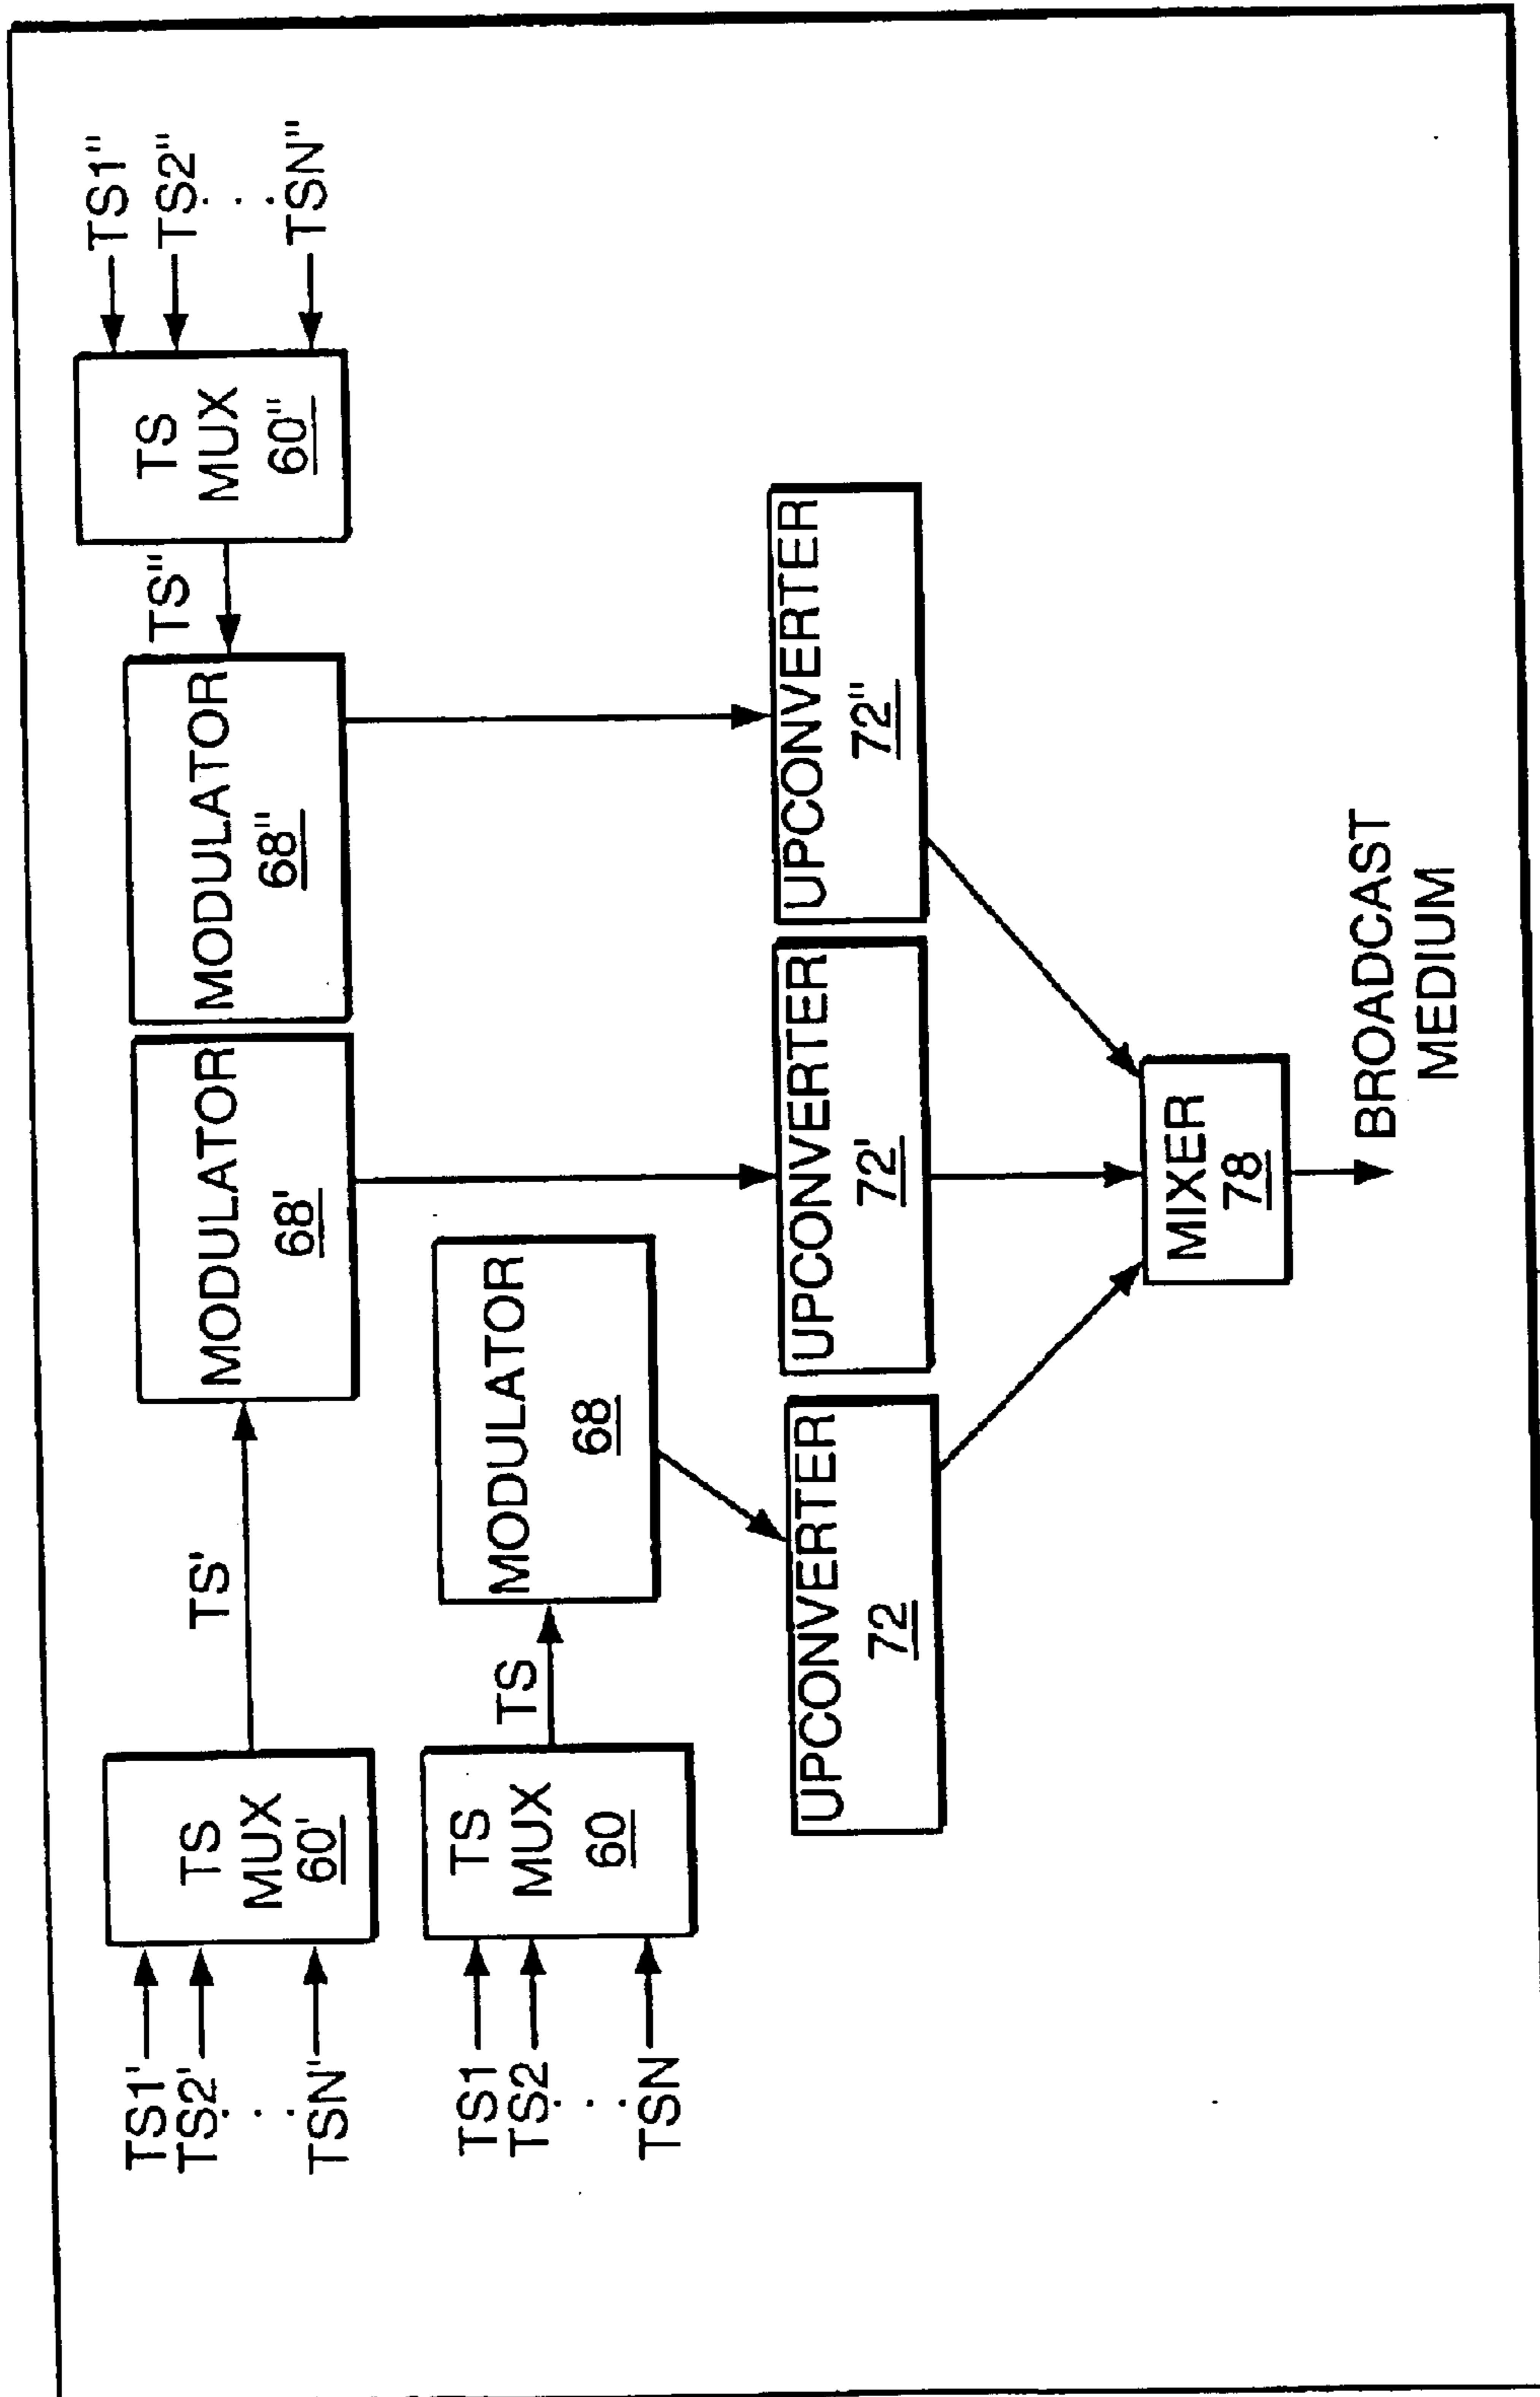 TS1'
TS2'
. . .
TSN'
TS
MUX
60'
TS'
MODULATOR
68'
MODULATOR
68"
TS"
TS
MUX
60"
TS1"
TS2"
. . .
TSN"
TS1
TS2
. . .
TSN
TS
MUX
60
TS
MODULATOR
68
UPCONVERTER
72
UPCONVERTER
72'
UPCONVERTER
72"
MIXER
78
BROADCAST
MEDIUM